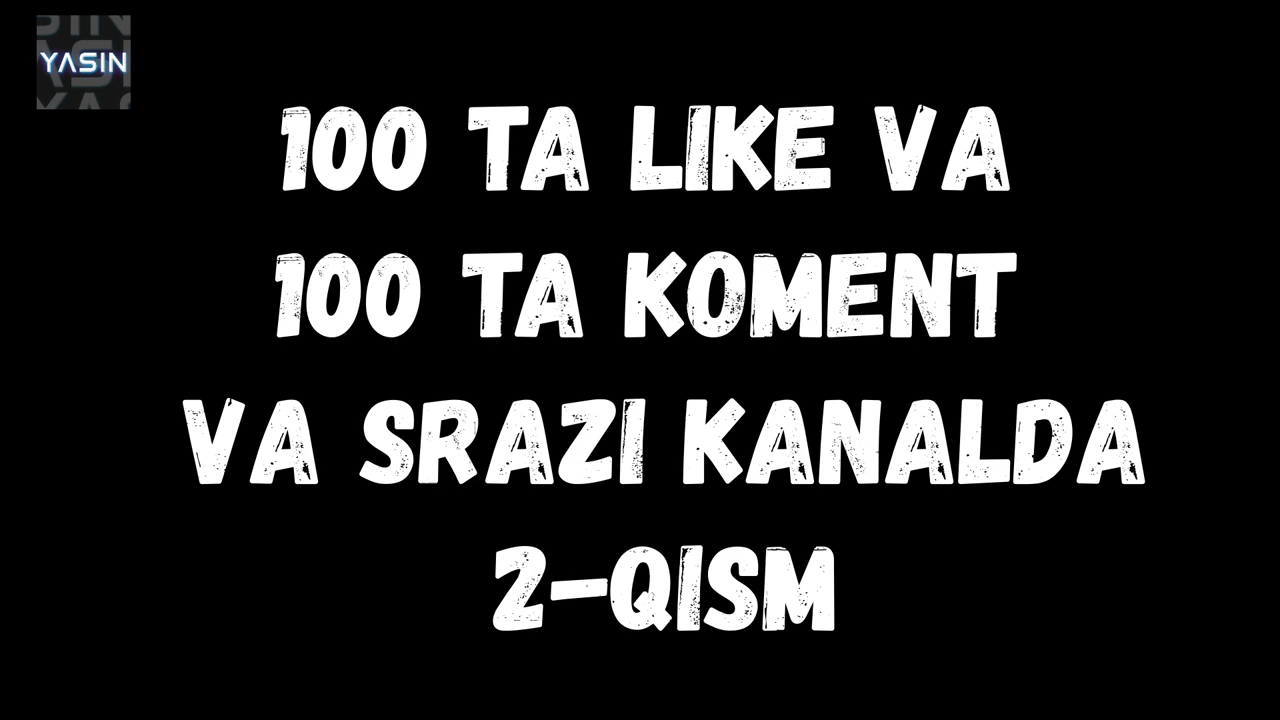 YASIN
100 TA LIKE VA
100 TA KOMENT
VA SRAZI KANALDA
2-QISM